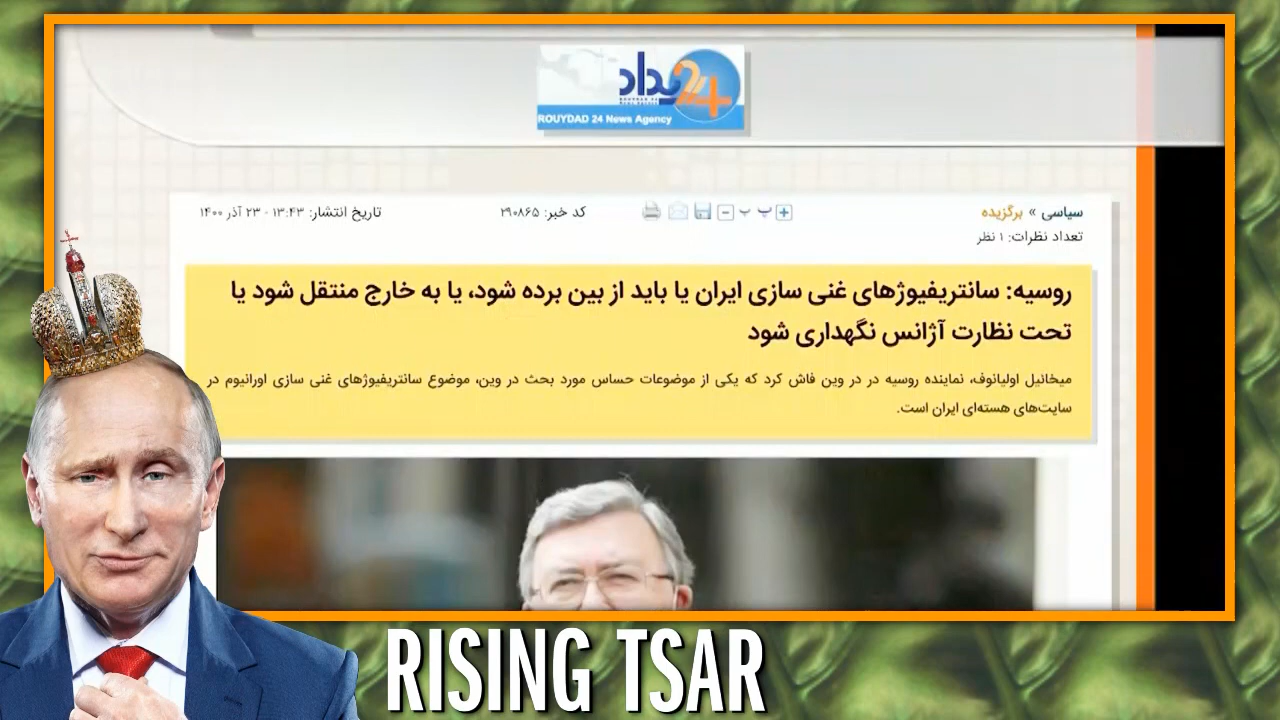 رویداد24
ROUYDAD 24 News Agency
سیاسی » برگزیده
کد خبر: ۲۹۰۸۶۵
تاریخ انتشار: ۱۳:۴۳ - ۲۳ آذر ۱۴۰۰
تعداد نظرات: ۱ نظر
روسیه: سانتریفیوژهای غنی سازی ایران یا باید از بین برده شود، یا به خارج منتقل شود یا
تحت نظارت آژانس نگهداری شود
میخائیل اولیانوف، نماینده روسیه در در وین فاش کرد که یکی از موضوعات حساس مورد بحث در وین، موضوع سانتریفیوژهای غنی سازی اورانیوم در
سایت‌های هسته‌ای ایران است.
RISING TSAR